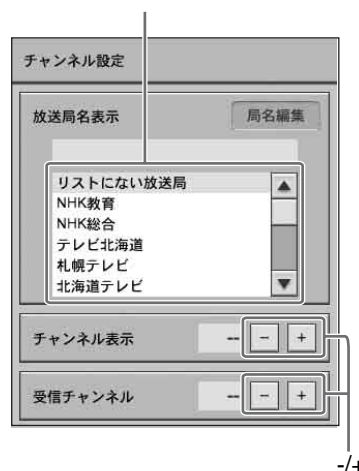 チャンネル設定
放送局名表示 局名編集
リストにない放送局
NHK教育
NHK総合
テレビ北海道
札幌テレビ
北海道テレビ
チャンネル表示 -- - +
受信チャンネル -- - +
-/+